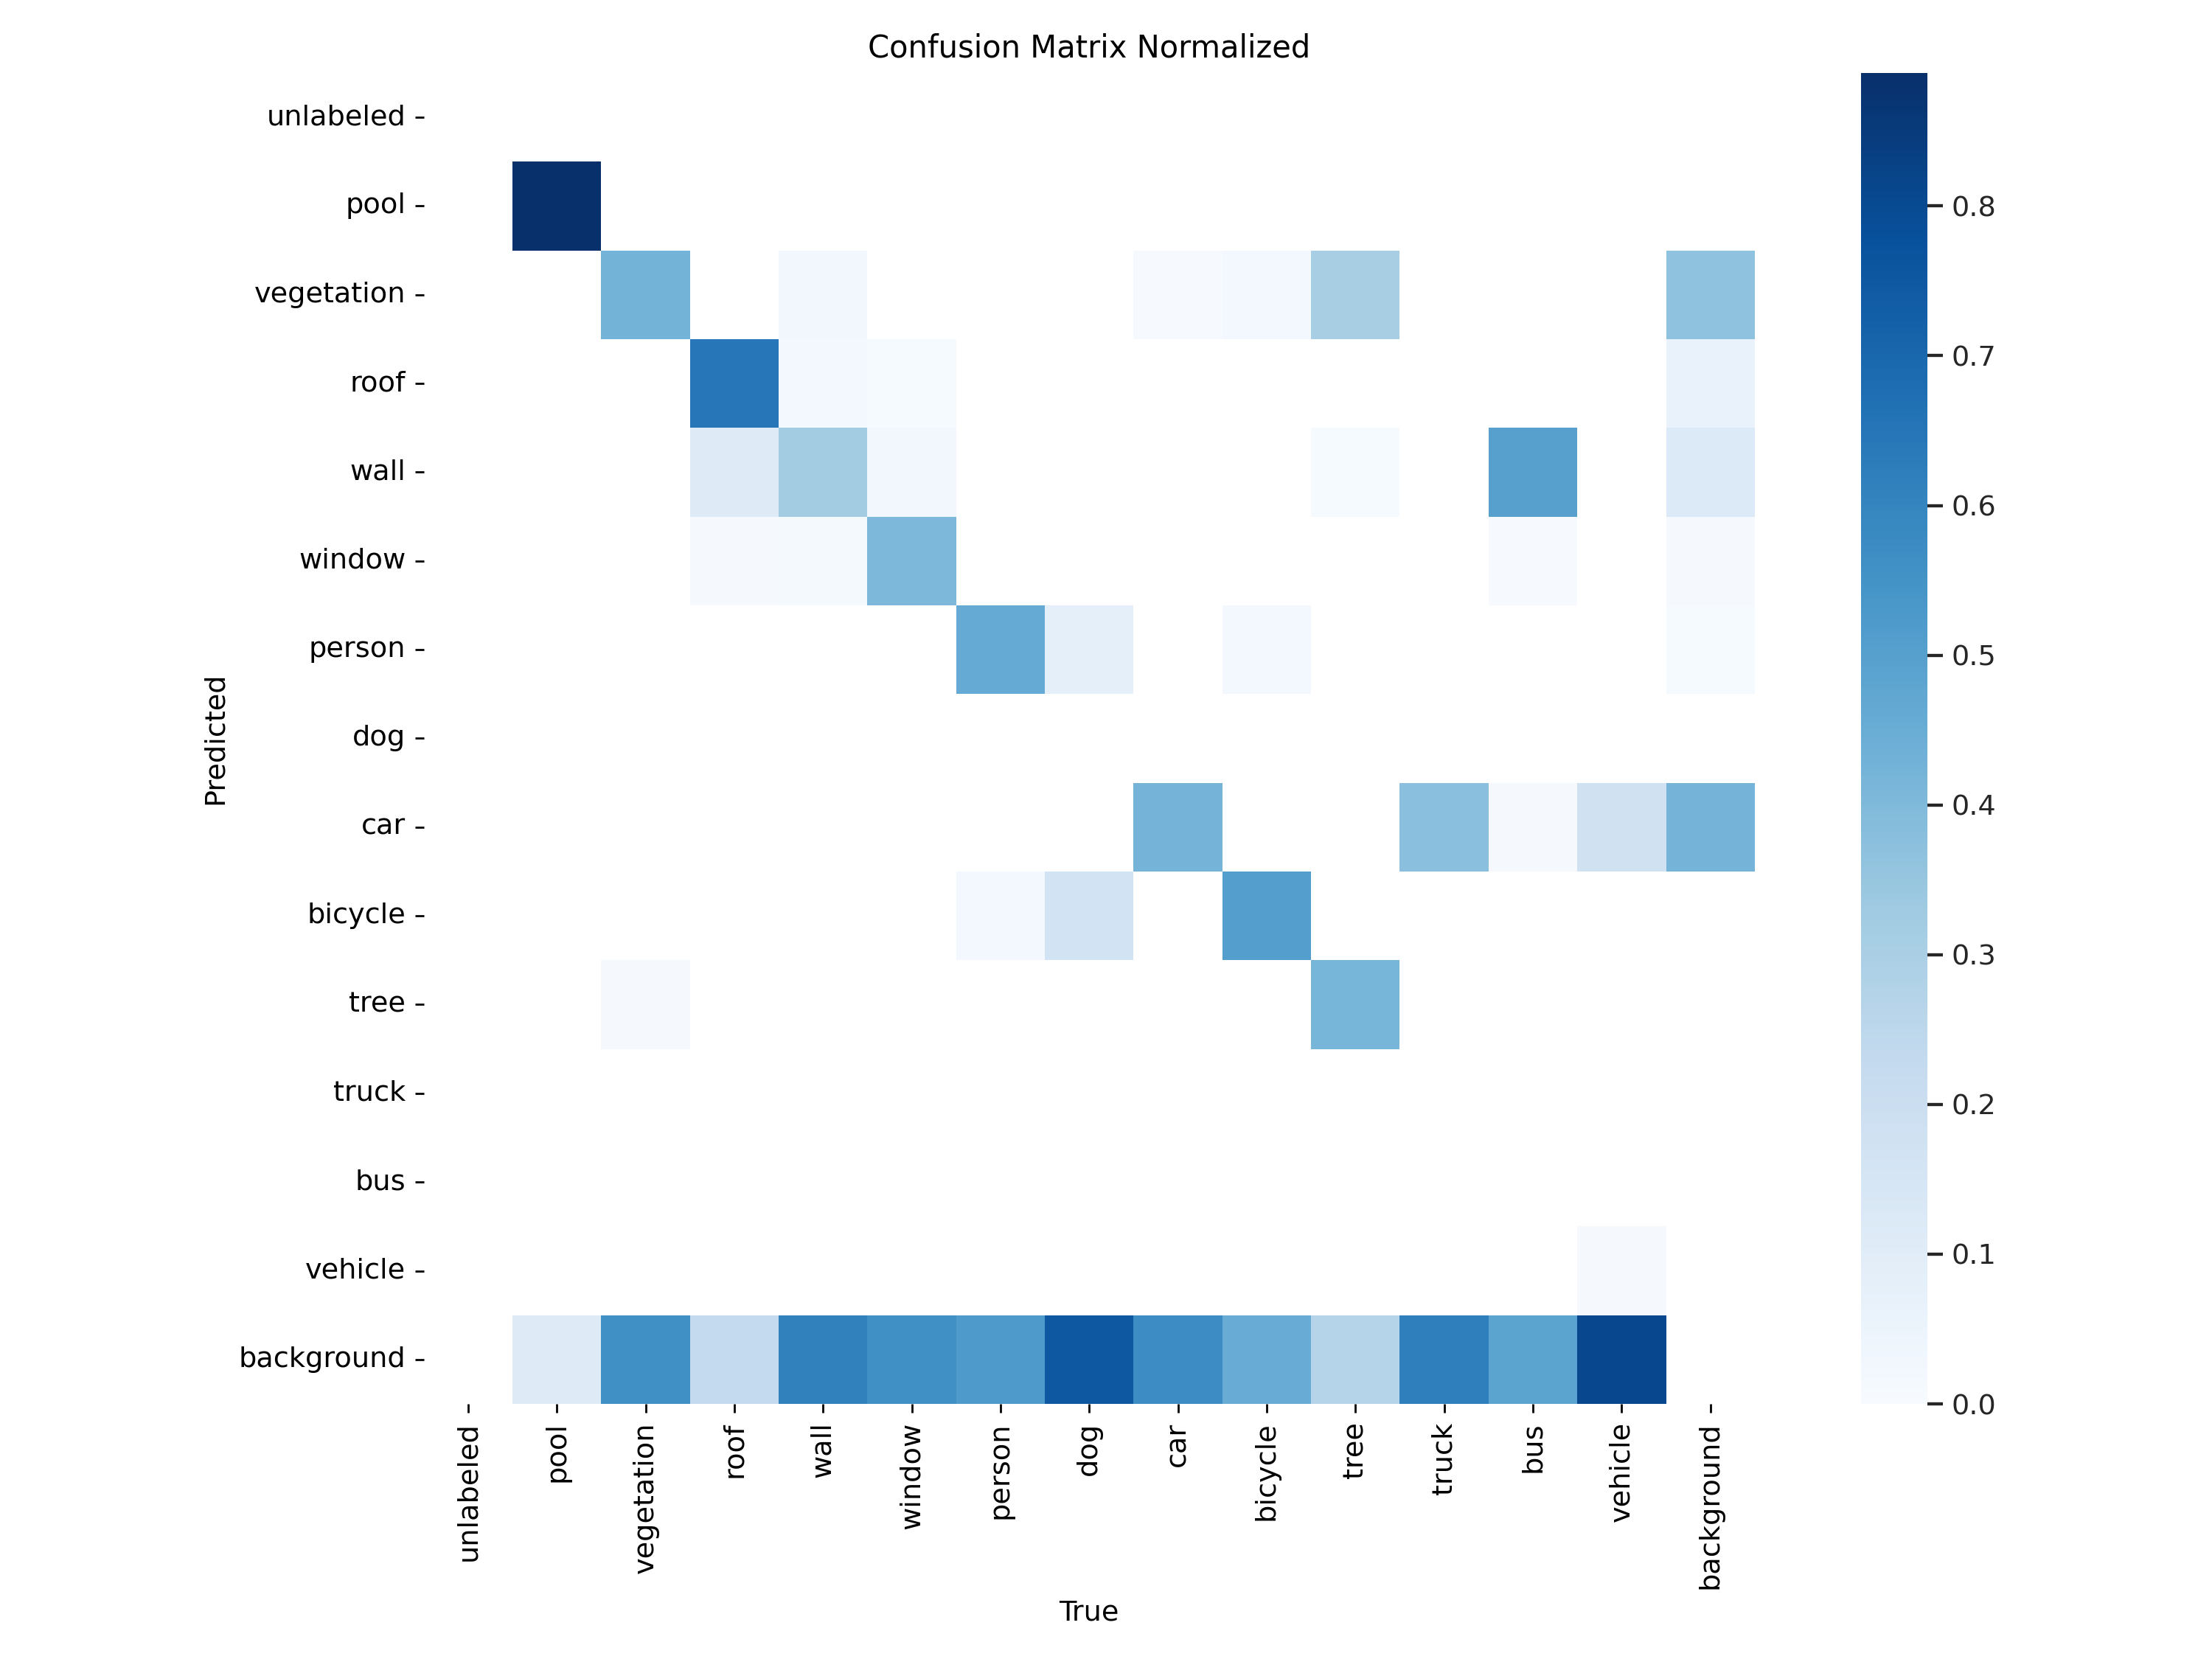 Confusion Matrix Normalized
unlabeled
pool
vegetation
roof
wall
window
person
dog
car
bicycle
tree
truck
bus
vehicle
background
Predicted
unlabeled
pool
vegetation
roof
wall
window
person
dog
car
bicycle
tree
truck
bus
vehicle
background
True
0.8
0.7
0.6
0.5
0.4
0.3
0.2
0.1
0.0